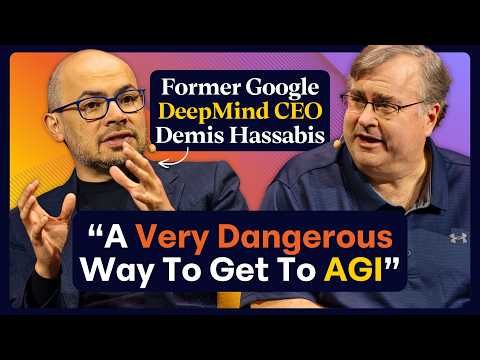 Former Google
DeepMind CEO
Demis Hassabis
“A Very Dangerous
Way To Get To AGI”